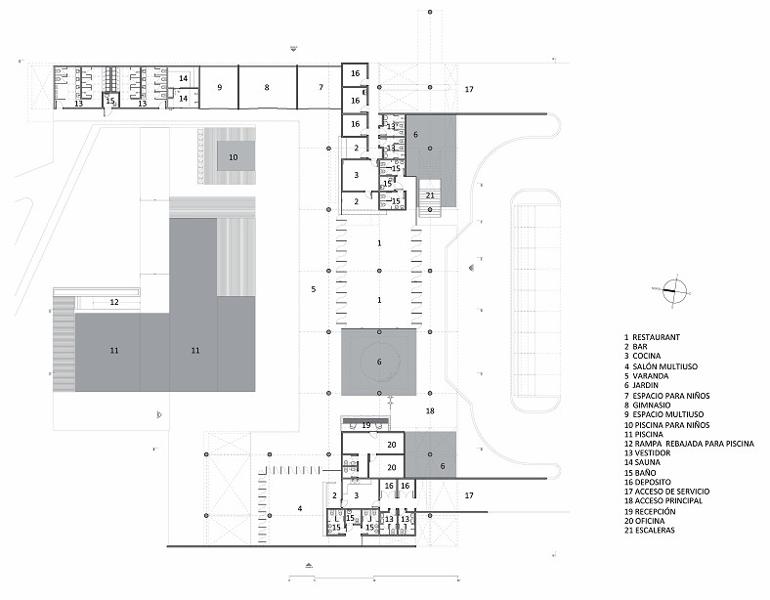 17
16
14
9
8
7
14
16
13
15
13
16
13
6
2
13
10
15
3
15
21
2
15
1
5
1
12
11
11
6
18
19
20
20
6
16
16
17
2
3
4
15
15
15
13
13
1 RESTAURANT
2 BAR
3 COCINA
4 SALÓN MULTIUSO
5 VARANDA
6 JARDIN
7 ESPACIO PARA NIÑOS
8 GIMNASIO
9 ESPACIO MULTIUSO
10 PISCINA PARA NIÑOS
11 PISCINA
12 RAMPA REBAJADA PARA PISCINA
13 VESTIDOR
14 SAUNA
15 BAÑO
16 DEPOSITO
17 ACCESO DE SERVICIO
18 ACCESO PRINCIPAL
19 RECEPCIÓN
20 OFICINA
21 ESCALERAS